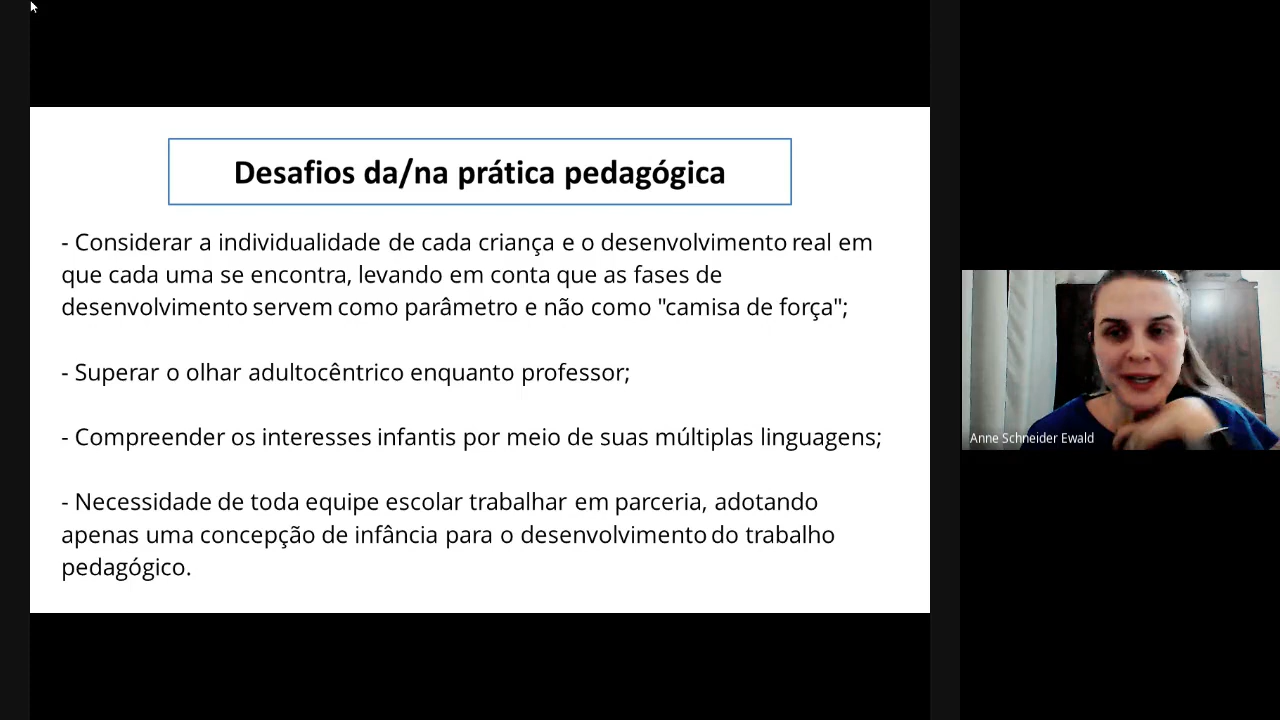 Desafios da/na prática pedagógica
- Considerar a individualidade de cada criança e o desenvolvimento real em
que cada uma se encontra, levando em conta que as fases de
desenvolvimento servem como parâmetro e não como "camisa de força";
- Superar o olhar adultocêntrico enquanto professor;
- Compreender os interesses infantis por meio de suas múltiplas linguagens;
- Necessidade de toda equipe escolar trabalhar em parceria, adotando
apenas uma concepção de infância para o desenvolvimento do trabalho
pedagógico.
Anne Schneider Ewald